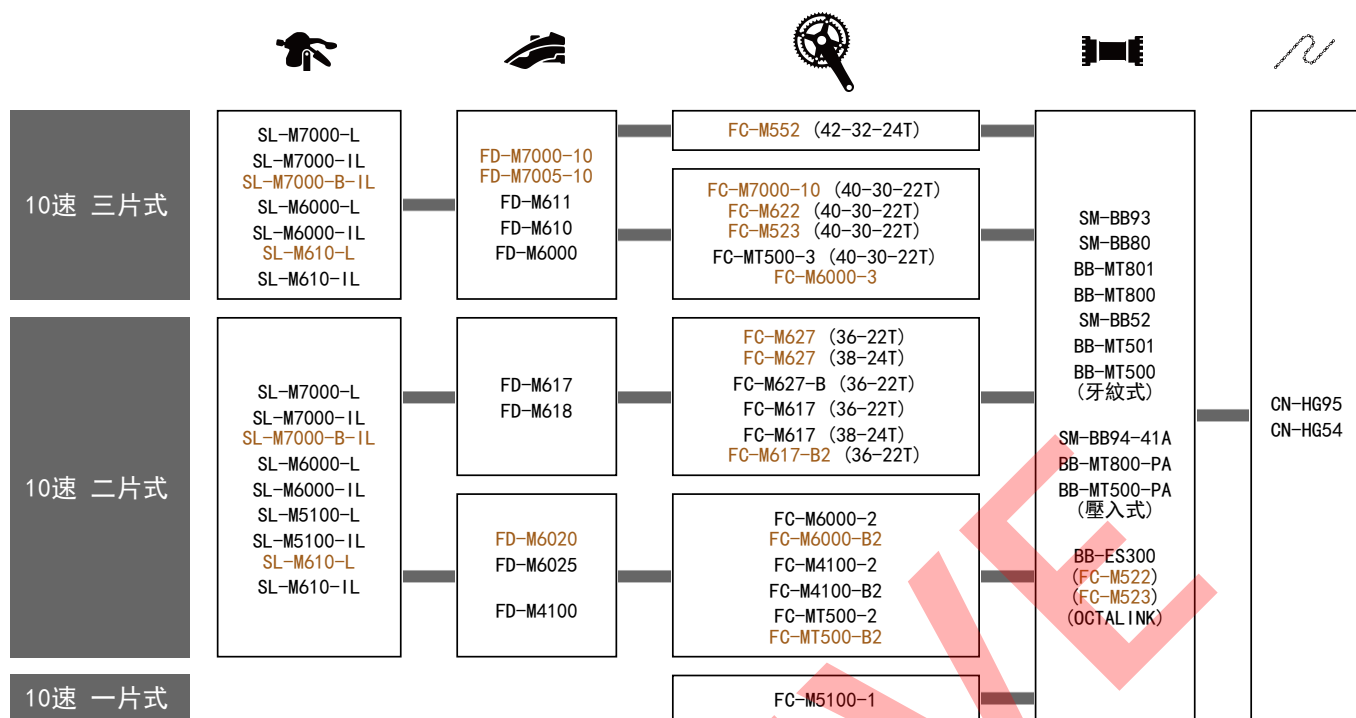 10速 三片式
SL-M7000-L
SL-M7000-IL
SL-M7000-B-IL
SL-M6000-L
SL-M6000-IL
SL-M610-L
SL-M610-IL
FD-M7000-10
FD-M7005-10
FD-M611
FD-M610
FD-M6000
FC-M552 (42-32-24T)
FC-M7000-10 (40-30-22T)
FC-M622 (40-30-22T)
FC-M523 (40-30-22T)
FC-MT500-3 (40-30-22T)
FC-M6000-3
10速 二片式
SL-M7000-L
SL-M7000-IL
SL-M7000-B-IL
SL-M6000-L
SL-M6000-IL
SL-M5100-L
SL-M5100-IL
SL-M610-L
SL-M610-IL
FD-M617
FD-M618
FC-M627 (36-22T)
FC-M627 (38-24T)
FC-M627-B (36-22T)
FC-M617 (36-22T)
FC-M617 (38-24T)
FC-M617-B2 (36-22T)
FD-M6020
FD-M6025
FD-M4100
FC-M6000-2
FC-M6000-B2
FC-M4100-2
FC-M4100-B2
FC-MT500-2
FC-MT500-B2
10速 一片式
FC-M5100-1
SM-BB93
SM-BB80
BB-MT801
BB-MT800
SM-BB52
BB-MT501
BB-MT500
(牙紋式)
SM-BB94-41A
BB-MT800-PA
BB-MT500-PA
(壓入式)
BB-ES300
(FC-M522)
(FC-M523)
(OCTALINK)
CN-HG95
CN-HG54